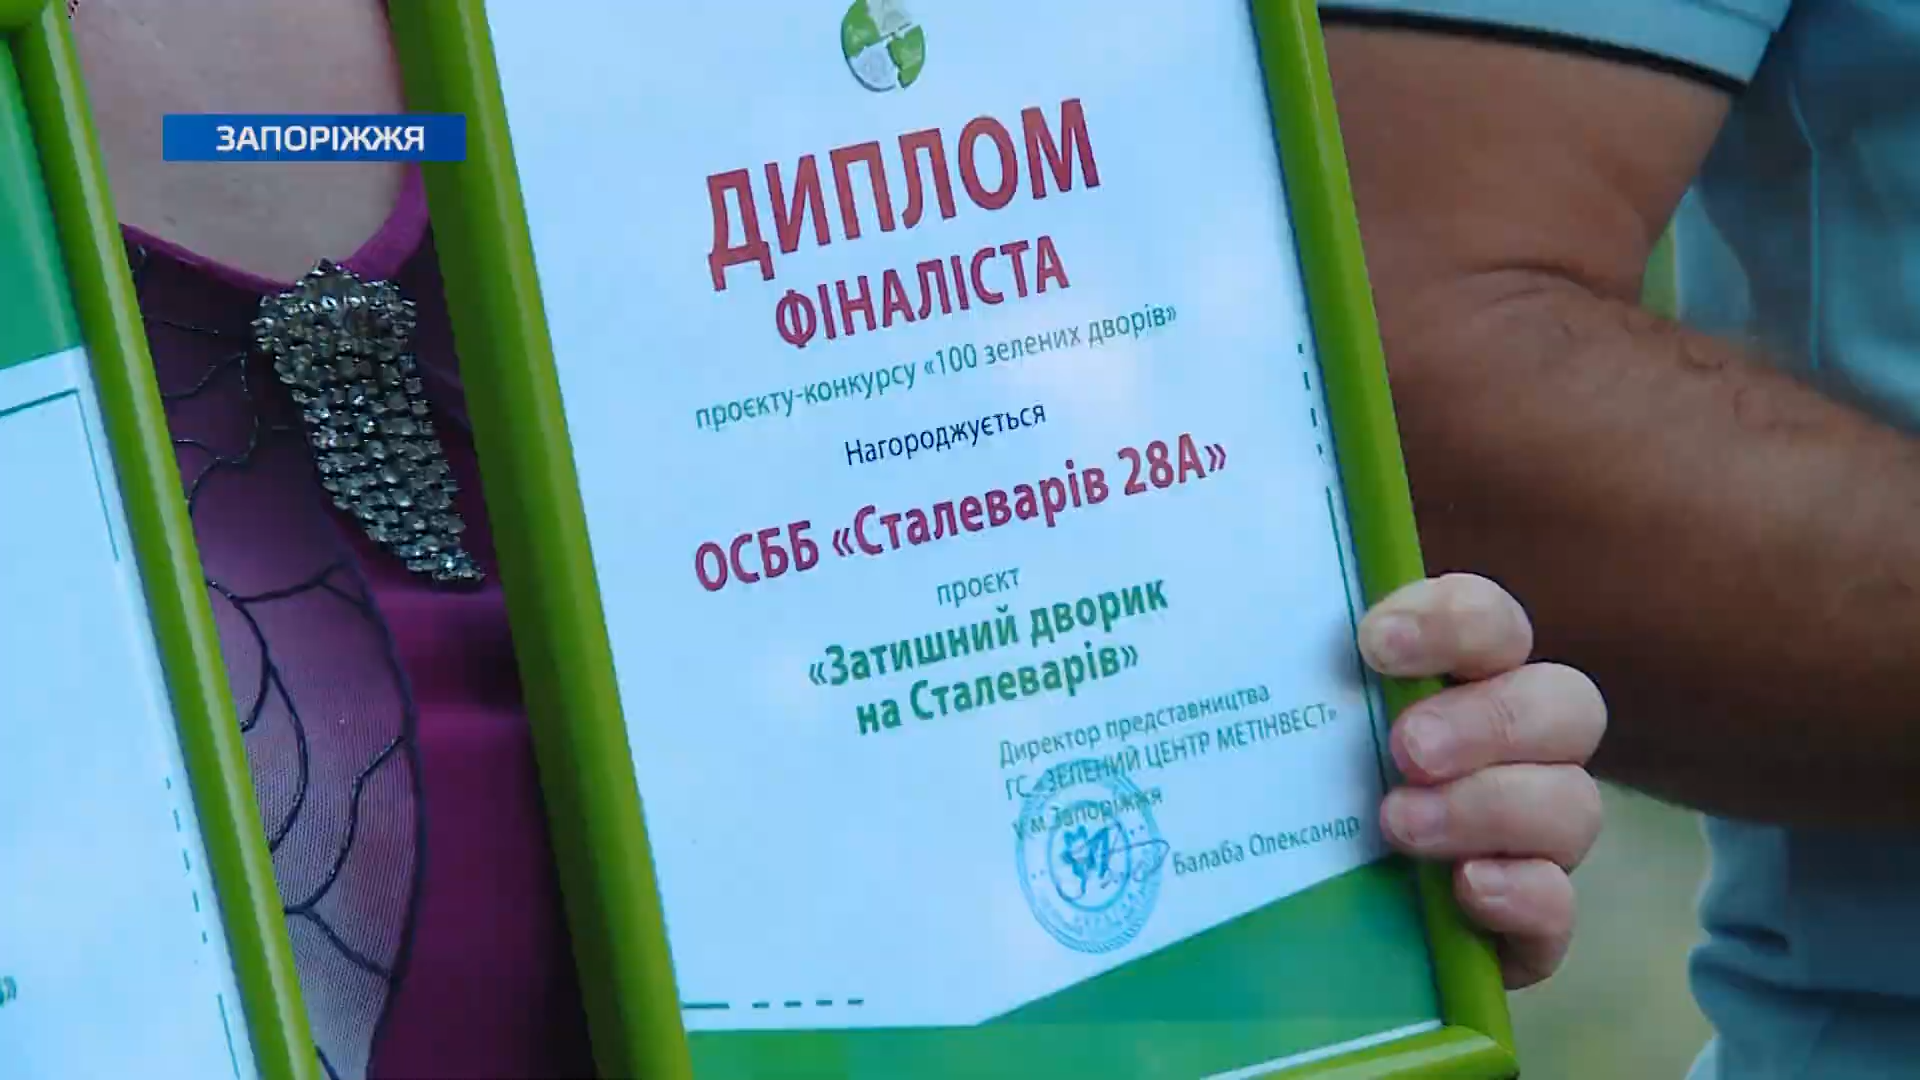 ЗАПОРІЖЖЯ
ДИПЛОМ
ФІНАЛІСТА
проєкту-конкурсу «100 зелених дворів»
Нагороджується
ОСББ «Сталеварів 28А»
проєкт
«Затишний дворик
на Сталеварів»
Директор представництва
ГС «ЗЕЛЕНИЙ ЦЕНТР МЕТІНВЕСТ»
у м.Запоріжжя
Балаба Олександр